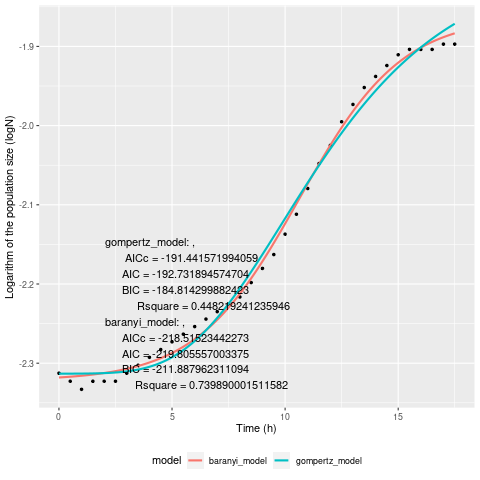 -1.9
-2.0
-2.1
-2.2
-2.3
Logarithm of the population size (logN)
gompertz_model: ,
AICc = -191.441571994059
AIC = -192.731894574704
BIC = -184.814299882423
Rsquare = 0.448219241235946
baranyi_model: ,
AICc = -218.51523442273
AIC = -219.805557003375
BIC = -211.887962311094
Rsquare = 0.739890001511582
0 5 10 15
Time (h)
model baranyi_model gompertz_model